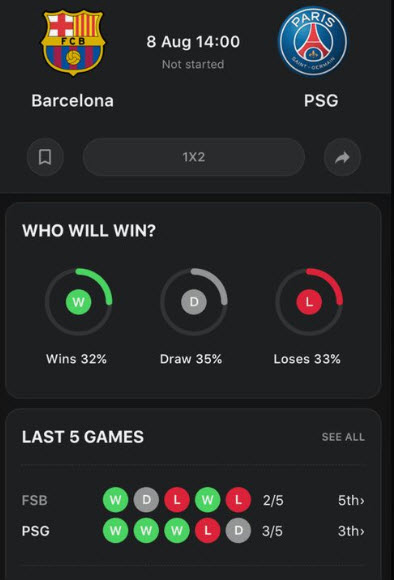 FCB
8 Aug 14:00
Not started
PARIS
SAINT-GERMAIN
Barcelona
PSG
1X2
WHO WILL WIN?
W
D
L
Wins 32%
Draw 35%
Loses 33%
LAST 5 GAMES
SEE ALL
FSB W D L W L 2/5 5th›
PSG W W W L D 3/5 3th›